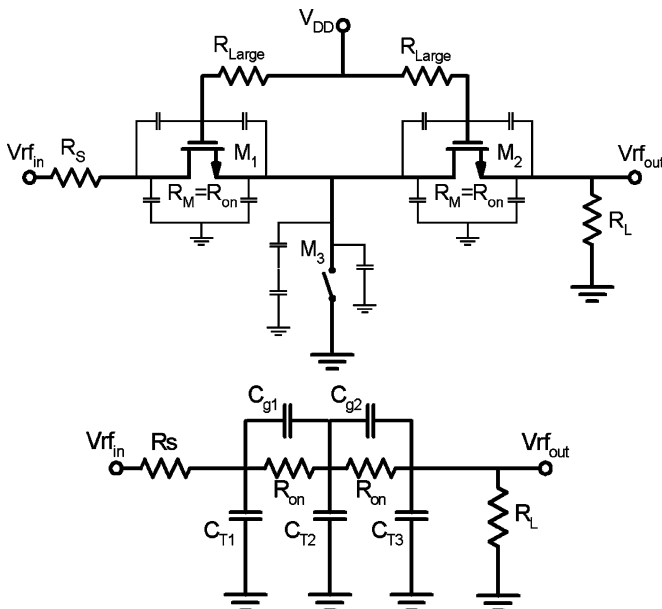 V_DD
R_Large
R_Large
Vrf_in
R_S
M_1
M_2
Vrf_out
R_M=R_on
R_M=R_on
R_L
M_3
C_g1
C_g2
Vrf_in
Rs
Vrf_out
R_on
R_on
R_L
C_T1
C_T2
C_T3